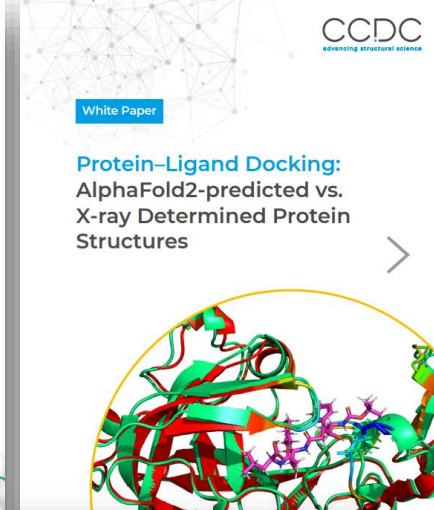 CCDC
advancing structural science
White Paper
Protein–Ligand Docking:
AlphaFold2-predicted vs.
X-ray Determined Protein
Structures